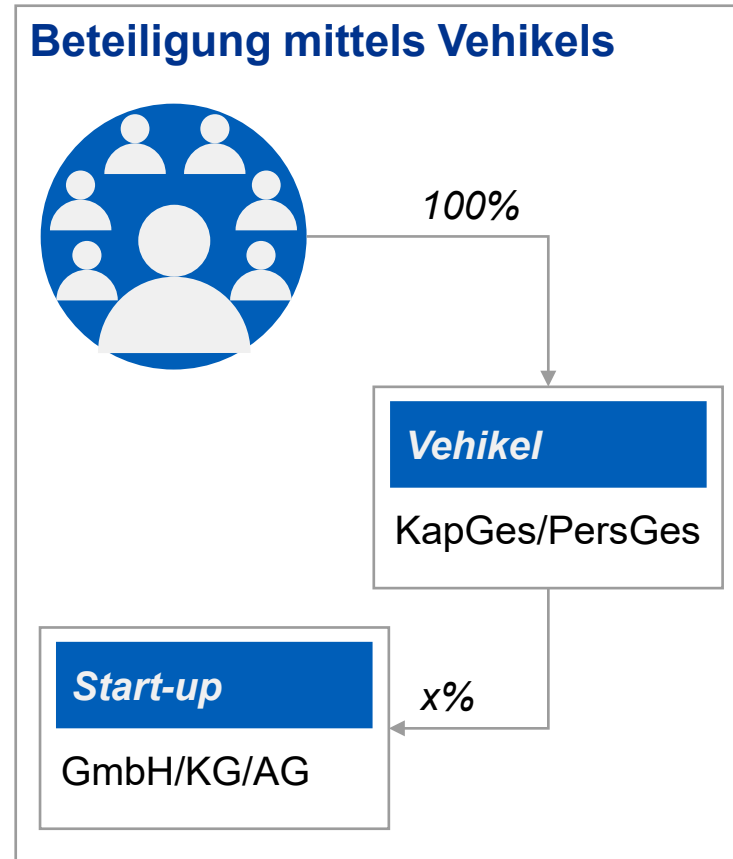 Beteiligung mittels Vehikels
100%
Vehikel
KapGes/PersGes
Start-up
x%
GmbH/KG/AG